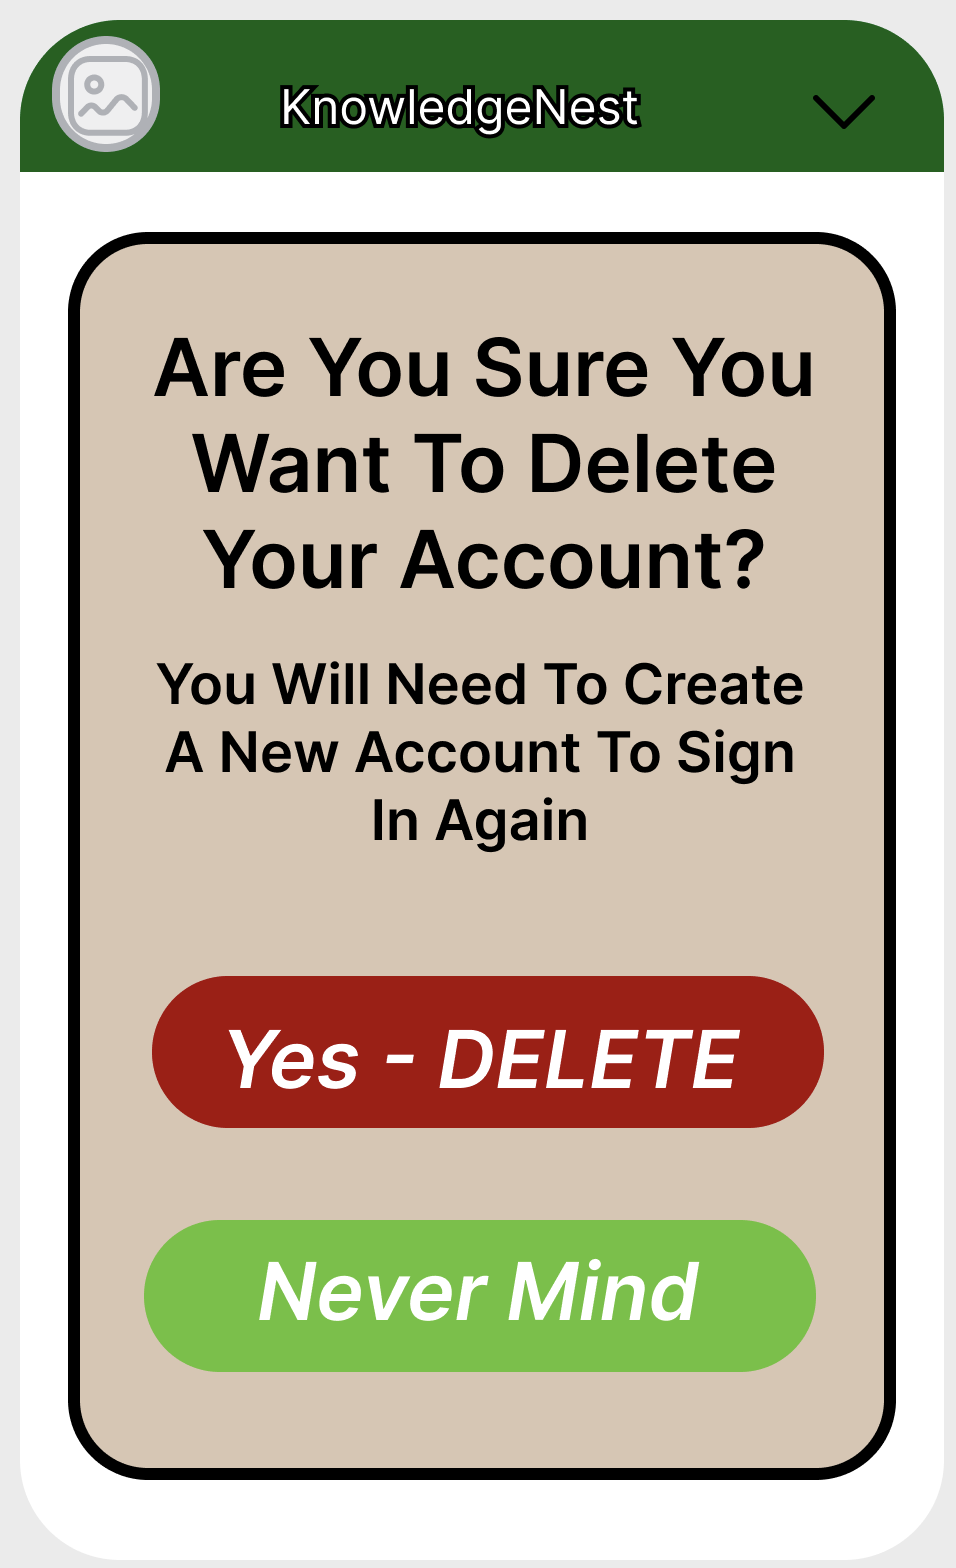 KnowledgeNest
Are You Sure You
Want To Delete
Your Account?
You Will Need To Create
A New Account To Sign
In Again
Yes - DELETE
Never Mind